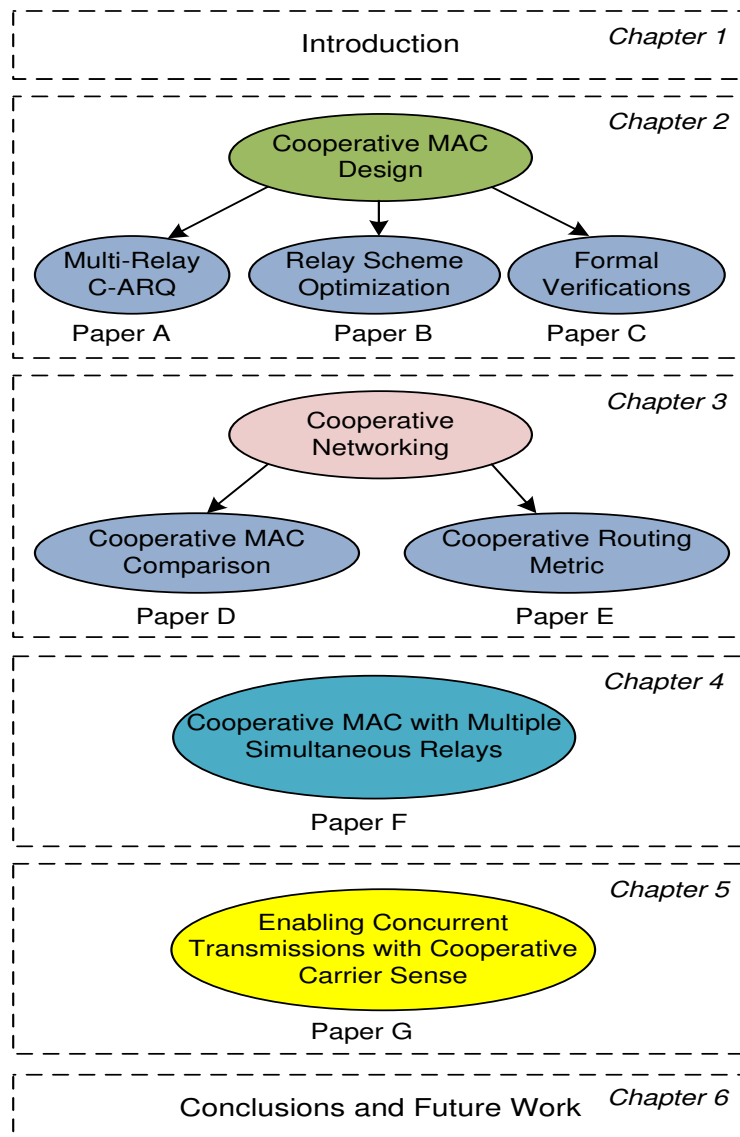 Introduction
Chapter 1
Chapter 2
Cooperative MAC
Design
Multi-Relay
C-ARQ
Relay Scheme
Optimization
Formal
Verifications
Paper A
Paper B
Paper C
Chapter 3
Cooperative
Networking
Cooperative MAC
Comparison
Cooperative Routing
Metric
Paper D
Paper E
Chapter 4
Cooperative MAC with Multiple
Simultaneous Relays
Paper F
Chapter 5
Enabling Concurrent
Transmissions with Cooperative
Carrier Sense
Paper G
Conclusions and Future Work
Chapter 6